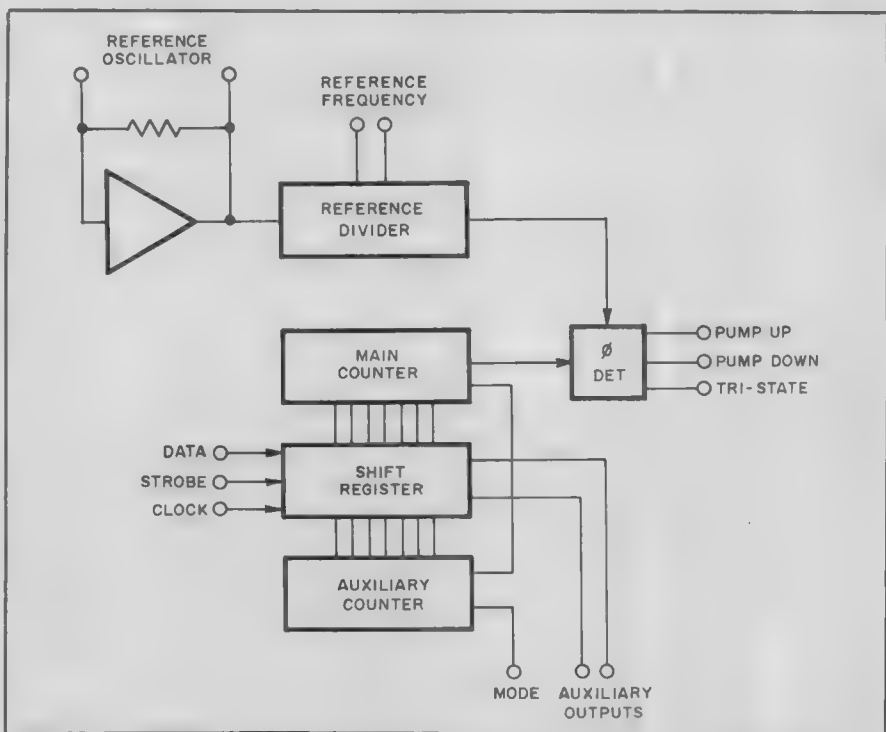 REFERENCE
OSCILLATOR
REFERENCE
FREQUENCY
REFERENCE
DIVIDER
MAIN
COUNTER
ø
DET
PUMP UP
PUMP DOWN
TRI-STATE
DATA
STROBE
CLOCK
SHIFT
REGISTER
AUXILIARY
COUNTER
MODE
AUXILIARY
OUTPUTS